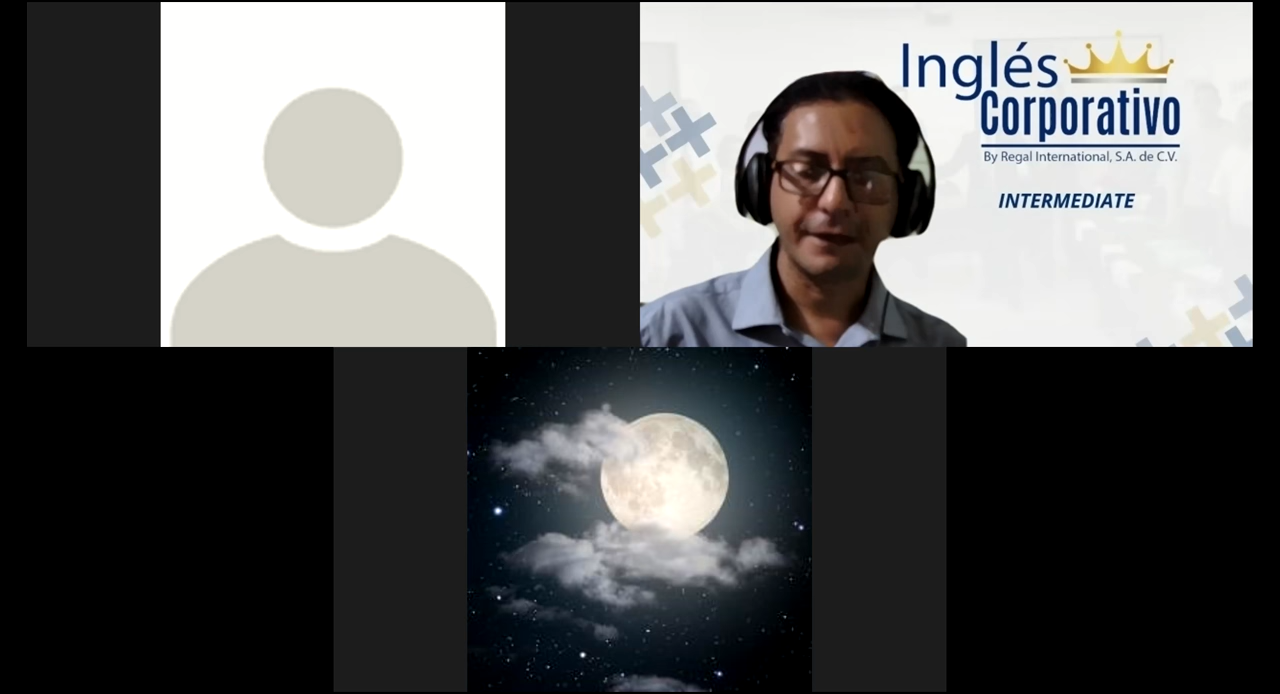 Inglés
Corporativo
By Regal International, S.A. de C.V.
INTERMEDIATE